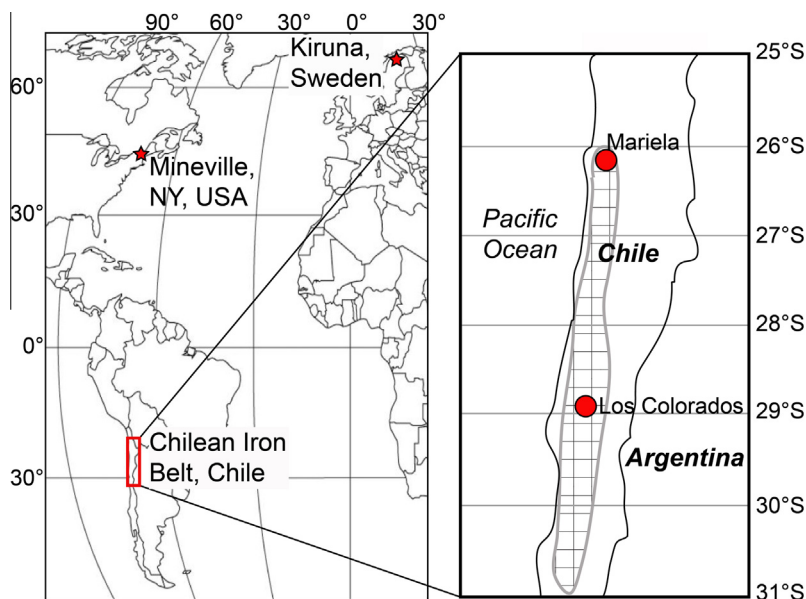 90° 60° 30° 0° 30°
60°
30°
0°
30°
Kiruna,
Sweden
Mineville,
NY, USA
Chilean Iron
Belt, Chile
25°S
26°S
27°S
28°S
29°S
30°S
31°S
Mariela
Pacific
Ocean
Chile
Los Colorados
Argentina